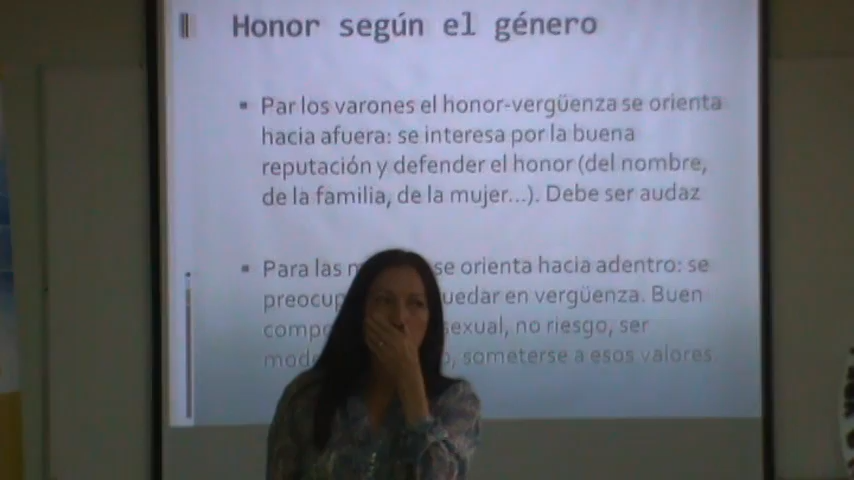 Honor según el género
Par los varones el honor-vergüenza se orienta
hacia afuera: se interesa por la buena
reputación y defender el honor (del nombre,
de la familia, de la mujer...). Debe ser audaz
Para las se orienta hacia adentro: se
en vergüenza. Buen
sexual, no riesgo, ser
someterse a esos valores